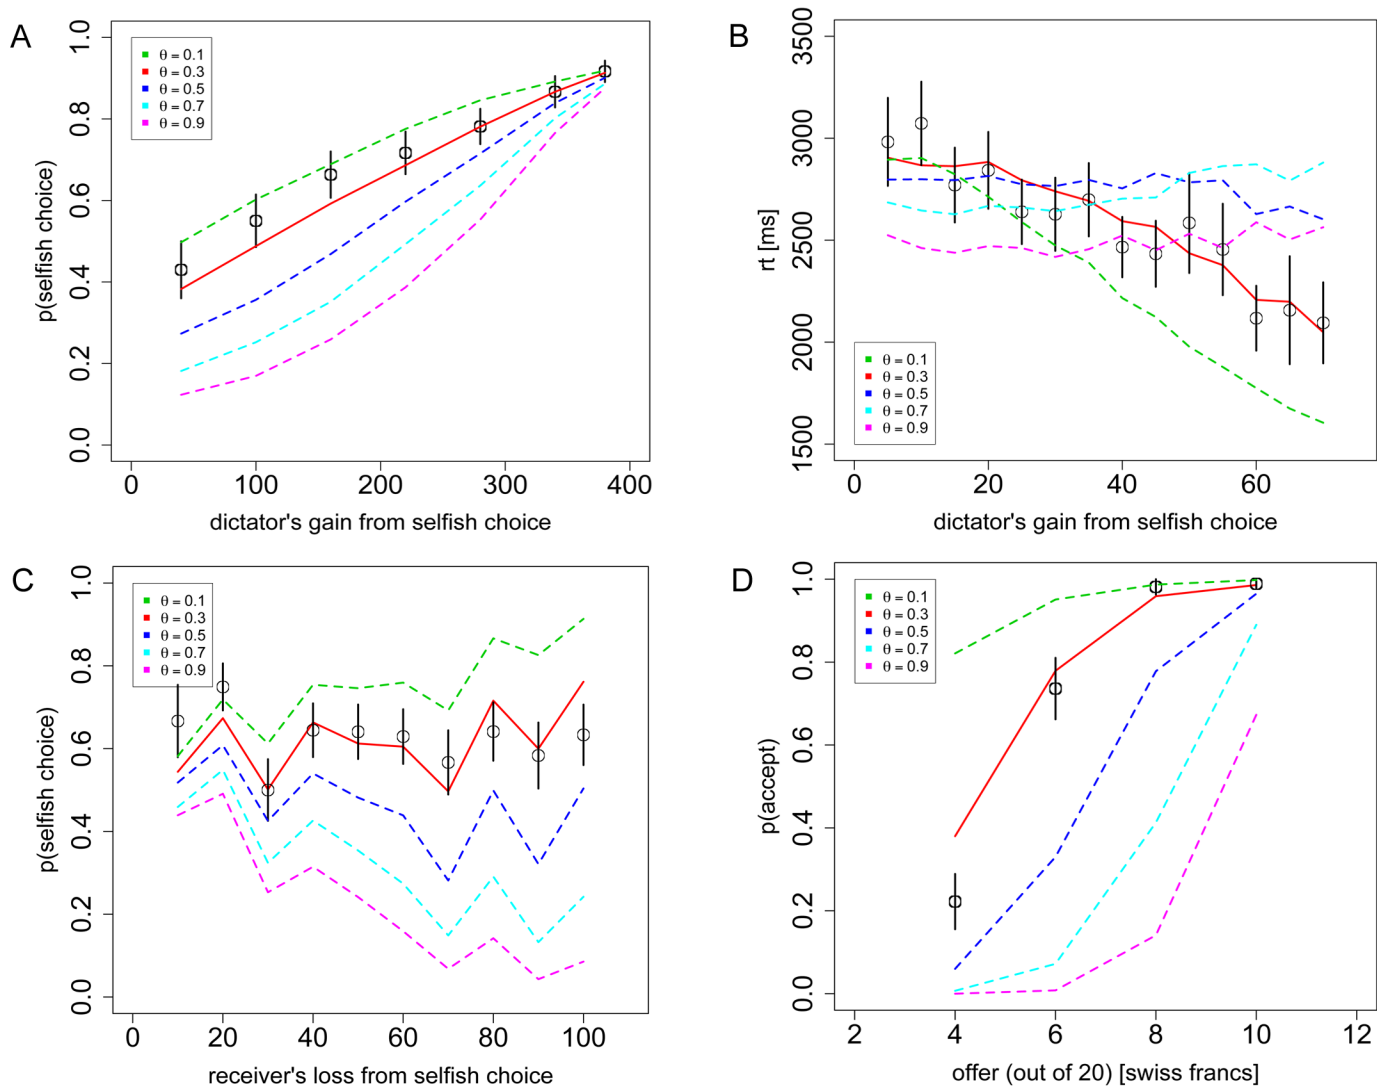 A
p(selfish choice)
0.0 0.2 0.4 0.6 0.8 1.0
θ = 0.1
θ = 0.3
θ = 0.5
θ = 0.7
θ = 0.9
0 100 200 300 400
dictator's gain from selfish choice
B
rt [ms]
1500 2000 2500 3000 3500
θ = 0.1
θ = 0.3
θ = 0.5
θ = 0.7
θ = 0.9
0 20 40 60
dictator's gain from selfish choice
C
p(selfish choice)
0.0 0.2 0.4 0.6 0.8 1.0
θ = 0.1
θ = 0.3
θ = 0.5
θ = 0.7
θ = 0.9
0 20 40 60 80 100
receiver's loss from selfish choice
D
p(accept)
0.0 0.2 0.4 0.6 0.8 1.0
θ = 0.1
θ = 0.3
θ = 0.5
θ = 0.7
θ = 0.9
2 4 6 8 10 12
offer (out of 20) [swiss francs]